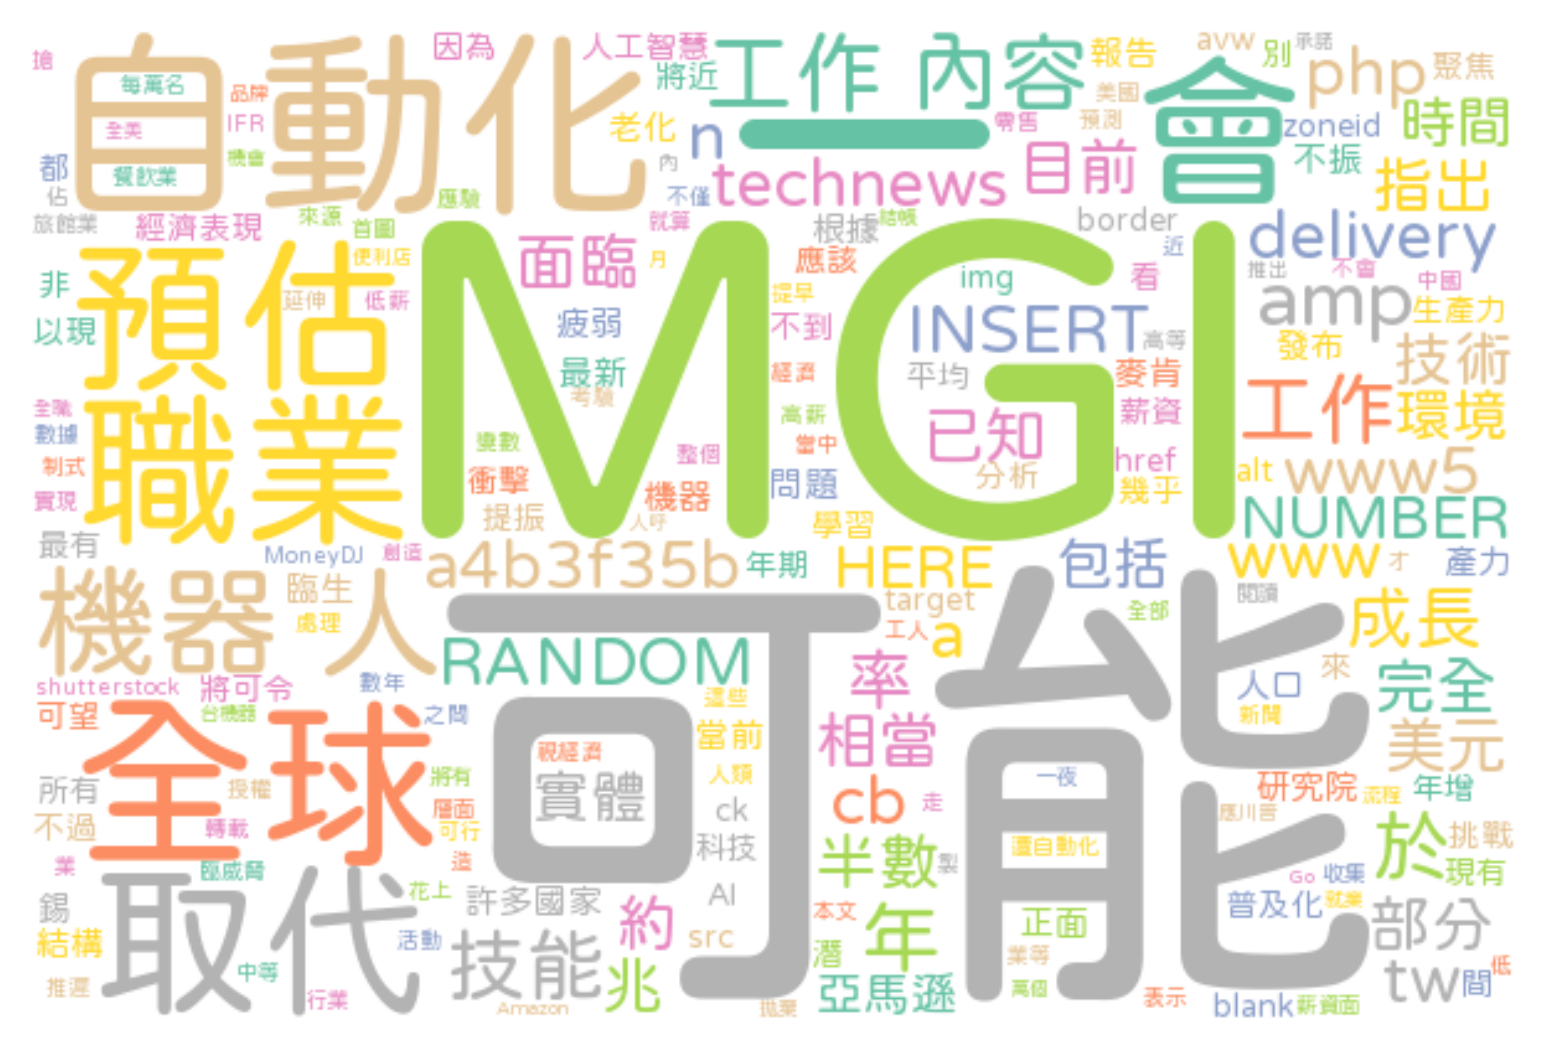 搶
自動化
每萬名
全美
餐飲業
品牌
IFR
機會
因為
人工智慧
將近
工作 內容
報告
avw
別
承諾
php
聚焦
美國
預測
零售
老化
n
一
會
zoneid
時間
都
佔
內
不僅
technews
目前
不振
指出
旅館業
經濟表現
來源
首圖
應驗
就算
根據
結帳
border
近
delivery
非
預估
便利店
延伸
低薪
面臨
月
應該
提早
img
看
推出
不會
中國
以現
MGI
疲弱
不到
INSERT
高等
amp
生產力
發布
技術
最新
考驗
經濟
平均
麥肯
全職
數據
職業
高薪
已知
薪資
工作
環境
制式
變數
整個
當中
分析
href
alt
www5
實現
衝擊
機器
問題
幾乎
NUMBER
提振
人呼
學習
最有
MoneyDJ
創造
a4b3f35b
年期
HERE
包括
www
才
產力
機器人
臨生
處理
target
工人
a
全部
閱讀
成長
可能
RANDOM
shutterstock
將可令
數年
率
人口
來
完全
可望
台機器
之間
這些
新聞
全球
視經濟
當前
相當
美元
實體
人類
一夜
所有
授權
將有
層面
ck
cb
走
研究院
流程
年增
不過
轉載
可行
科技
遭自動化
於
挑戰
業
臨威脅
造
半數
製
Go
收集
現有
取代
花上
許多國家
AI
普及化
就業
錫
約
本文
年
正面
部分
結構
活動
技能
src
潛
業等
中等
推遲
行業
Amazon
兆
拋棄
亞馬遜
萬個
表示
blank
薪資面
tw
間
低